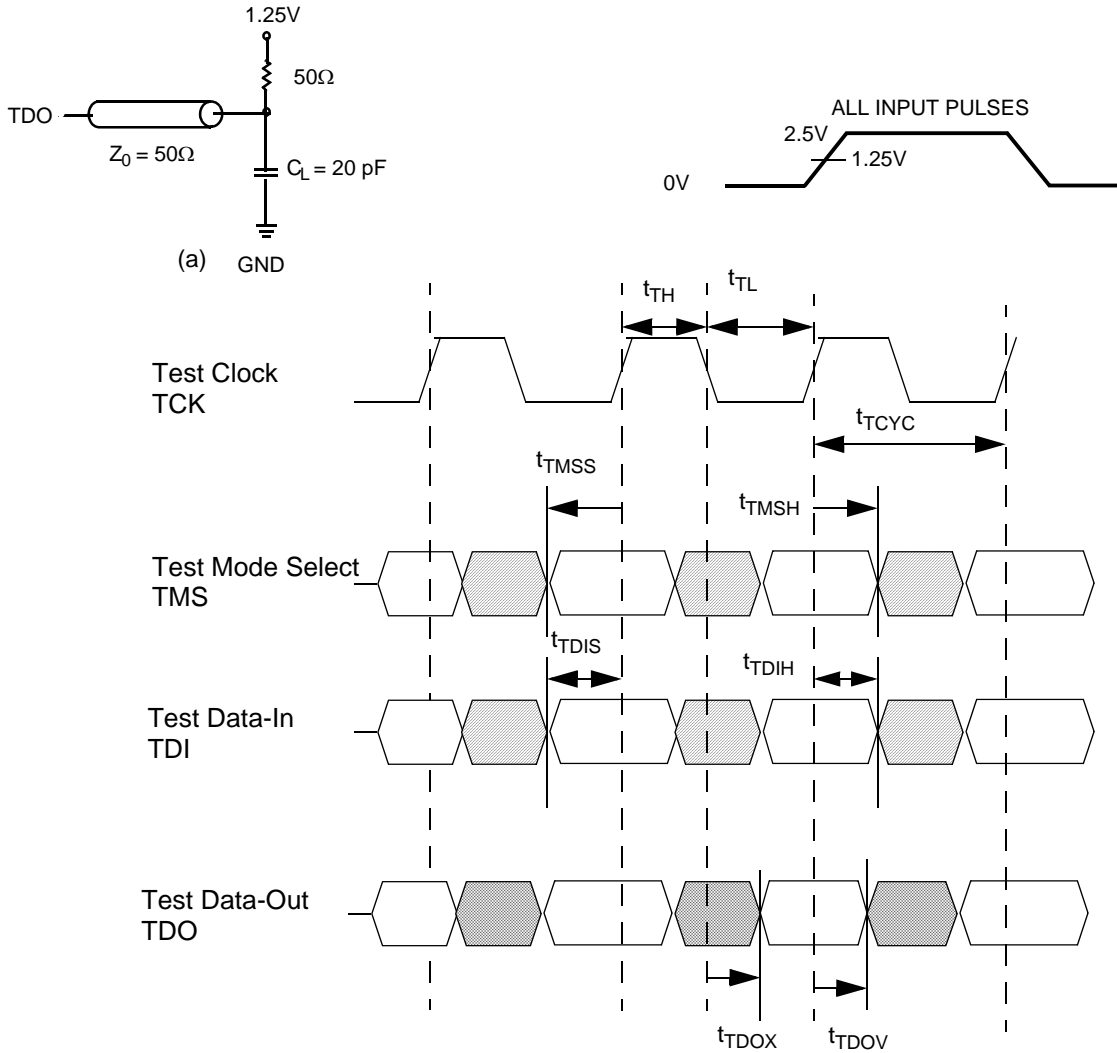 1.25V
50Ω
TDO
Z0 = 50Ω
CL = 20 pF
(a)
GND
ALL INPUT PULSES
2.5V
1.25V
0V
tTH
tTL
Test Clock
TCK
tTCYC
tTMSS
tTMSH
Test Mode Select
TMS
tTDIS
tTDIH
Test Data-In
TDI
Test Data-Out
TDO
tTDOX
tTDOV